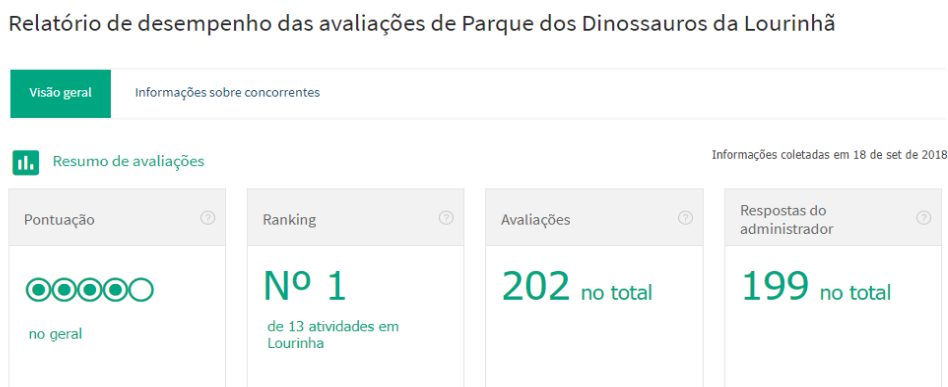 Relatório de desempenho das avaliações de Parque dos Dinossauros da Lourinhã
Visão geral
Informações sobre concorrentes
Resumo de avaliações
Informações coletadas em 18 de set de 2018
Pontuação
?
no geral
Ranking
?
Nº 1
de 13 atividades em
Lourinha
Avaliações
?
202 no total
Respostas do
administrador
?
199 no total